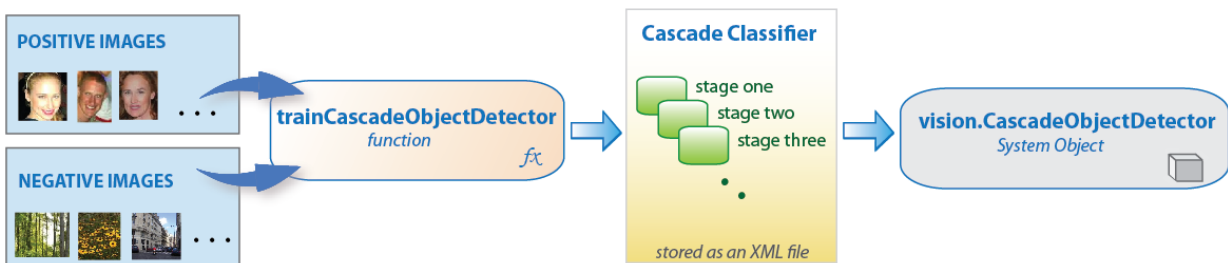 POSITIVE IMAGES
. . .
NEGATIVE IMAGES
. . .
trainCascadeObjectDetector
function
fx
Cascade Classifier
stage one
stage two
stage three
stored as an XML file
vision.CascadeObjectDetector
System Object